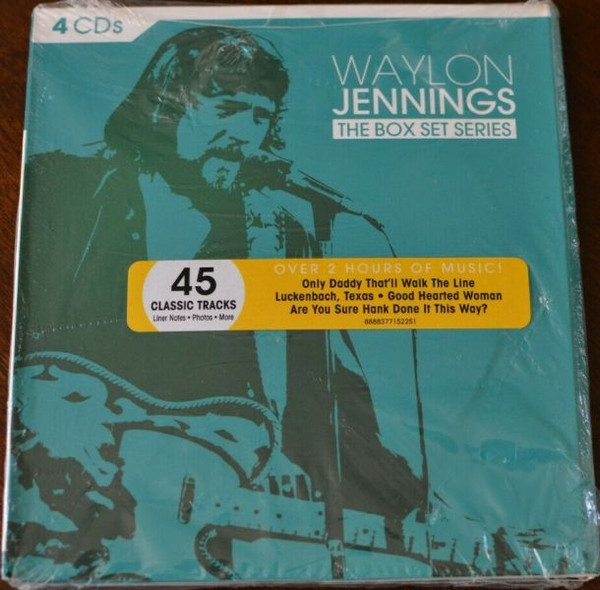 4 CDs
WAYLON
JENNINGS
THE BOX SET SERIES
45
CLASSIC TRACKS
Liner Notes • Photos • More
OVER 2 HOURS OF MUSIC!
Only Daddy That'll Walk The Line
Luckenbach, Texas • Good Hearted Woman
Are You Sure Hank Done It This Way?
88883771522S1